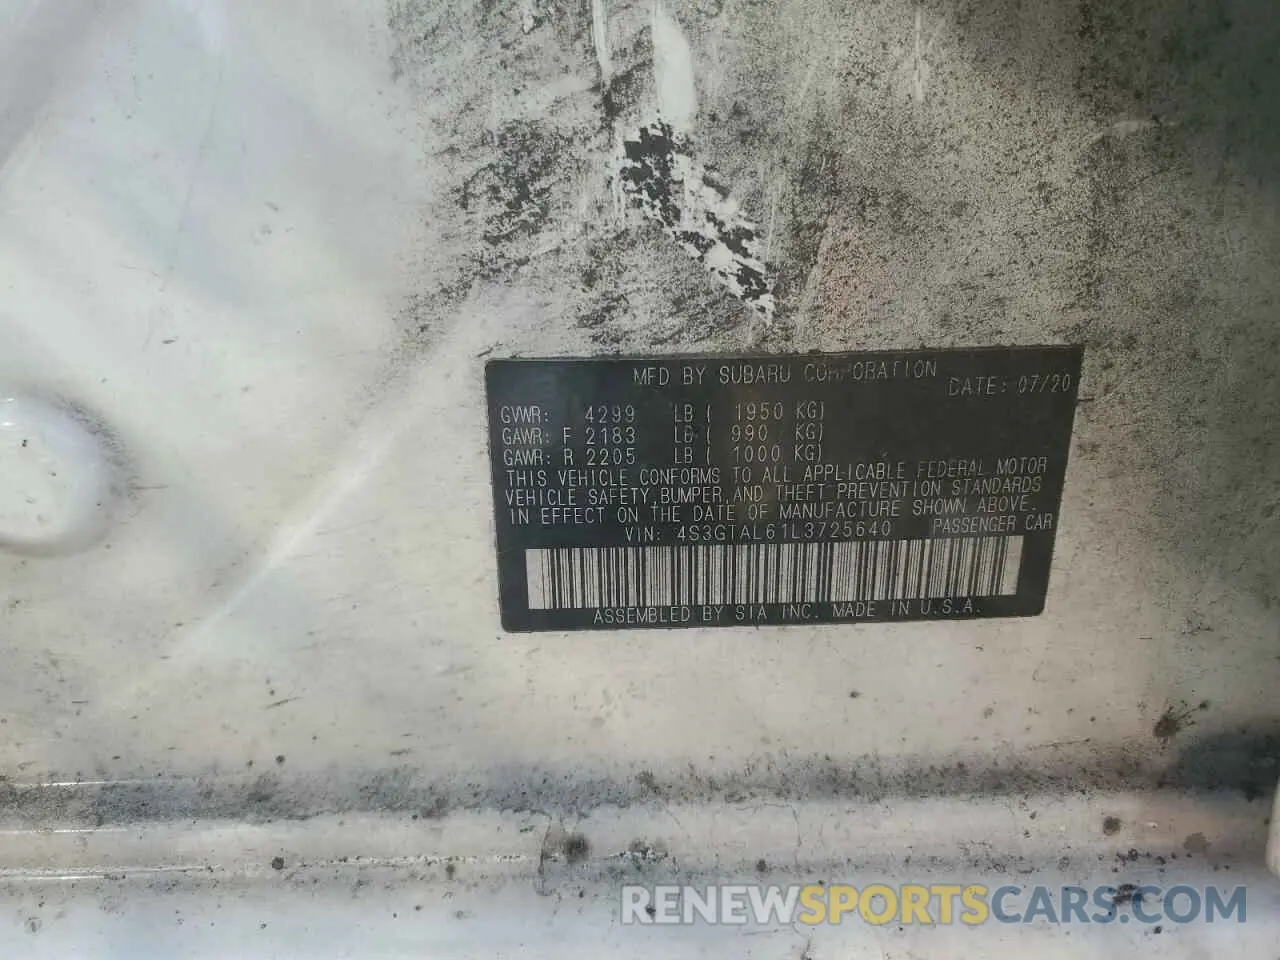 MFD BY SUBARU CORPORATION DATE: 07/20
GVWR: 4299 LB ( 1950 KG)
GAWR: F 2183 LB ( 990 KG)
GAWR: R 2205 LB ( 1000 KG)
THIS VEHICLE CONFORMS TO ALL APPLICABLE FEDERAL MOTOR
VEHICLE SAFETY, BUMPER, AND THEFT PREVENTION STANDARDS
IN EFFECT ON THE DATE OF MANUFACTURE SHOWN ABOVE.
VIN: 4S3GTAL61L3725640 PASSENGER CAR
ASSEMBLED BY SIA INC. MADE IN U.S.A.
RENEWSPORTSCARS.COM